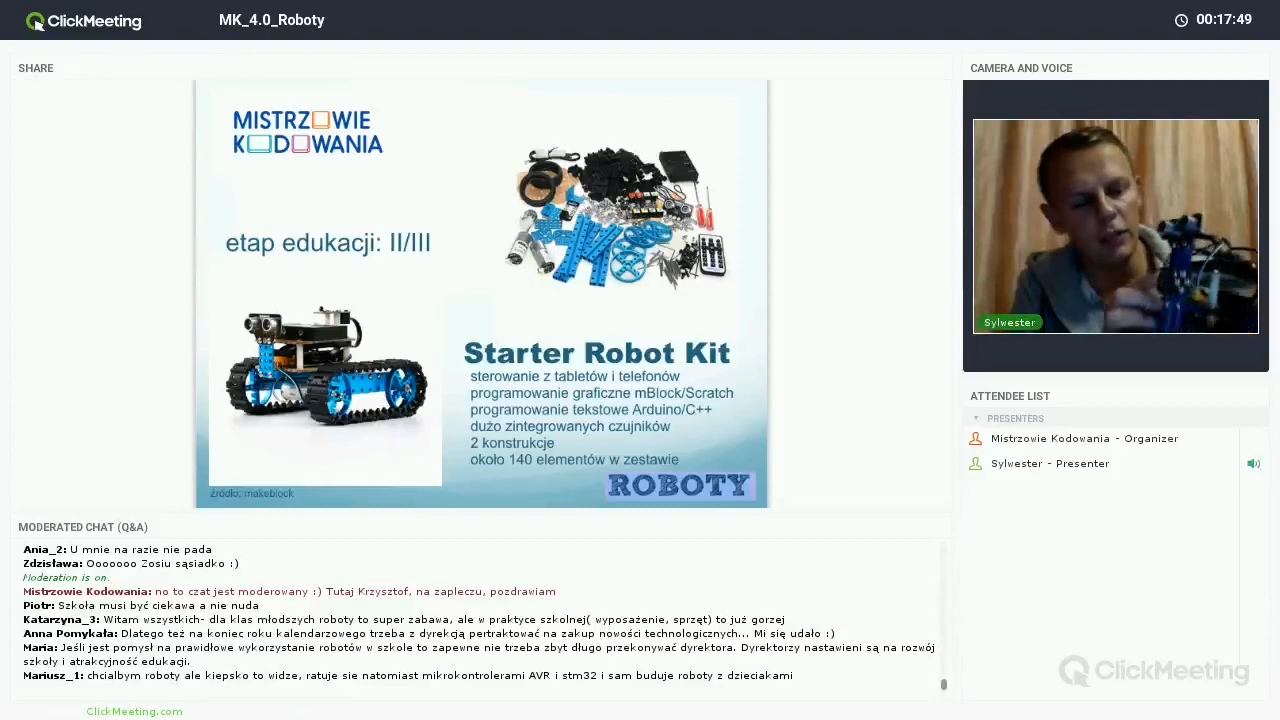 ClickMeeting
MK_4.0_Roboty
00:17:49
SHARE
MISTRZOWIE
KODOWANIA
etap edukacji: II/III
Starter Robot Kit
sterowanie z tabletów i telefonów
programowanie graficzne mBlock/Scratch
programowanie tekstowe Arduino/C++
dużo zintegrowanych czujników
2 konstrukcje
około 140 elementów w zestawie
źródło: makeblock
ROBOTY
CAMERA AND VOICE
Sylwester
ATTENDEE LIST
PRESENTERS
Mistrzowie Kodowania - Organizer
Sylwester - Presenter
MODERATED CHAT (Q&A)
Ania_2: U mnie na razie nie pada
Zdzisława: Ooooooo Zosiu sąsiadko :)
Moderation is on.
Mistrzowie Kodowania: no to czat jest moderowany :) Tutaj Krzysztof, na zapleczu, pozdrawiam
Piotr: Szkoła musi być ciekawa a nie nuda
Katarzyna_3: Witam wszystkich- dla klas młodszych roboty to super zabawa, ale w praktyce szkolnej( wyposażenie, sprzęt) to już gorzej
Anna Pomykała: Dlatego też na koniec roku kalendarzowego trzeba z dyrekcją pertraktować na zakup nowości technologicznych... Mi się udało :)
Maria: Jeśli jest pomysł na prawidłowe wykorzystanie robotów w szkole to zapewne nie trzeba zbyt długo przekonywać dyrektora. Dyrektorzy nastawieni są na rozwój
szkoły i atrakcyjność edukacji.
Mariusz_1: chcialbym roboty ale kiepsko to widze, ratuje sie natomiast mikrokontrolerami AVR i stm32 i sam buduje roboty z dzieciakami
ClickMeeting
ClickMeeting.com